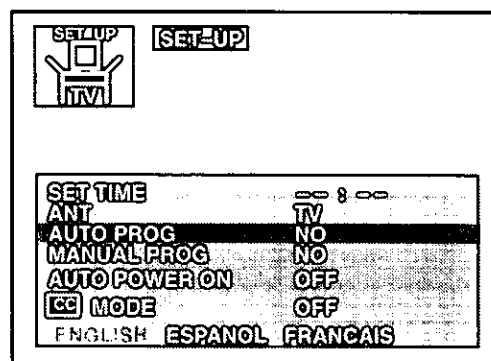 SET UP SET-UP
TV
SET TIME -- : --
ANT TV
AUTO PROG NO
MANUAL PROG NO
AUTO POWER ON OFF
CC MODE OFF
ENGLISH ESPANOL FRANCAIS